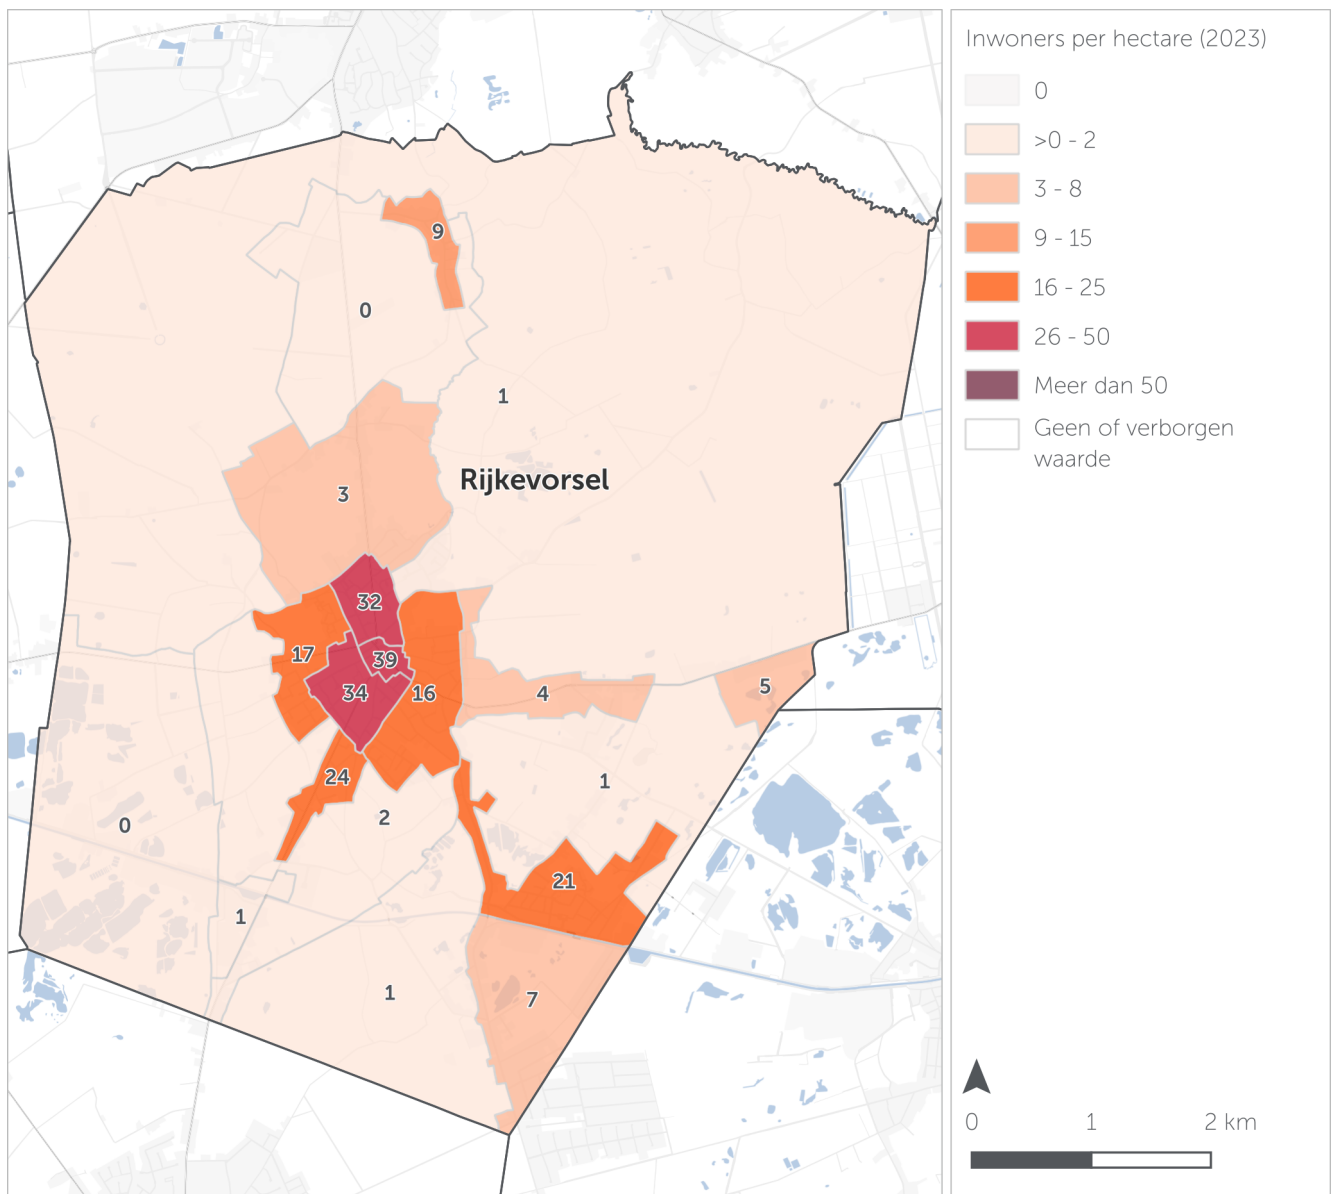 Inwoners per hectare (2023)
0
>0 - 2
3 - 8
9 - 15
16 - 25
26 - 50
Meer dan 50
Geen of verborgen
waarde
9
0
1
Rijkevorsel
3
32
17
39
34
16
4
5
24
1
2
0
21
1
1
7
0 1 2 km